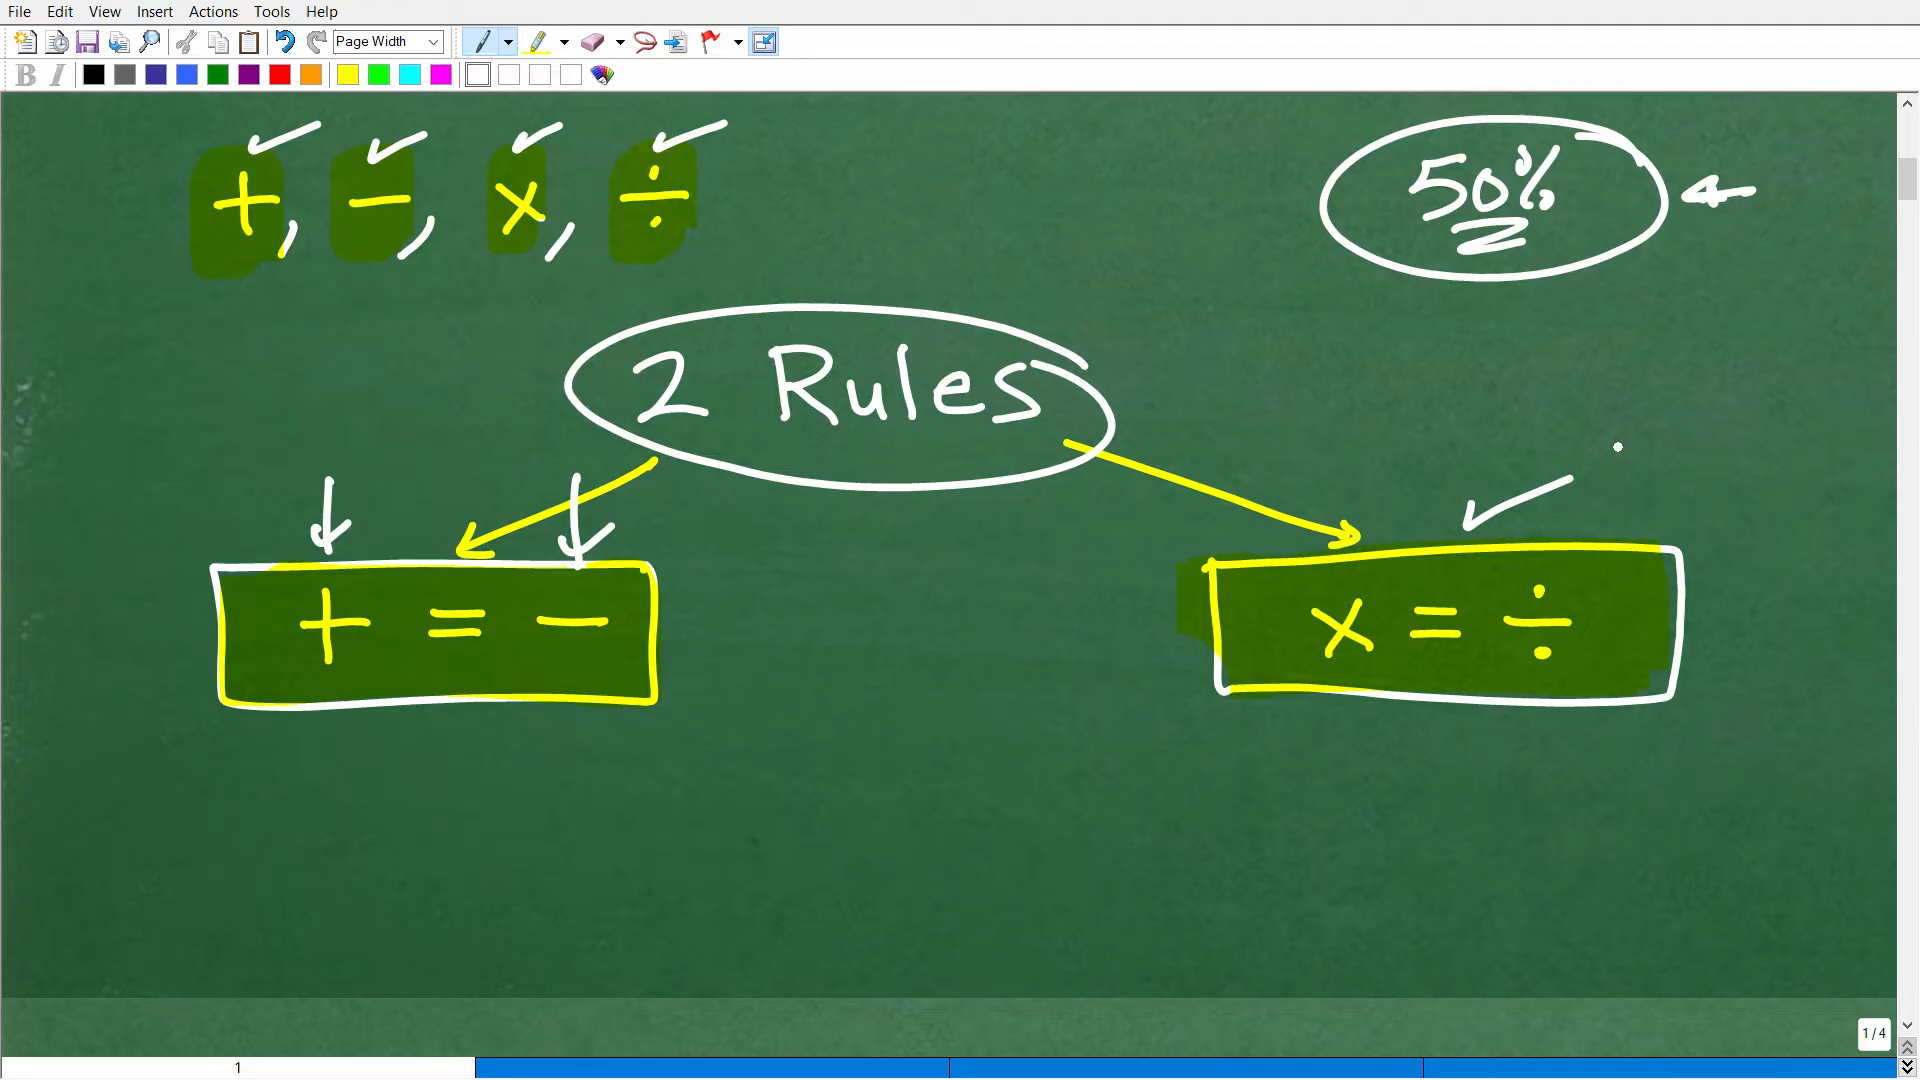 File Edit View Insert Actions Tools Help
Page Width
B I
+, −, x, ÷
50%
2 Rules
+ = −
x = ÷
1 / 4
1